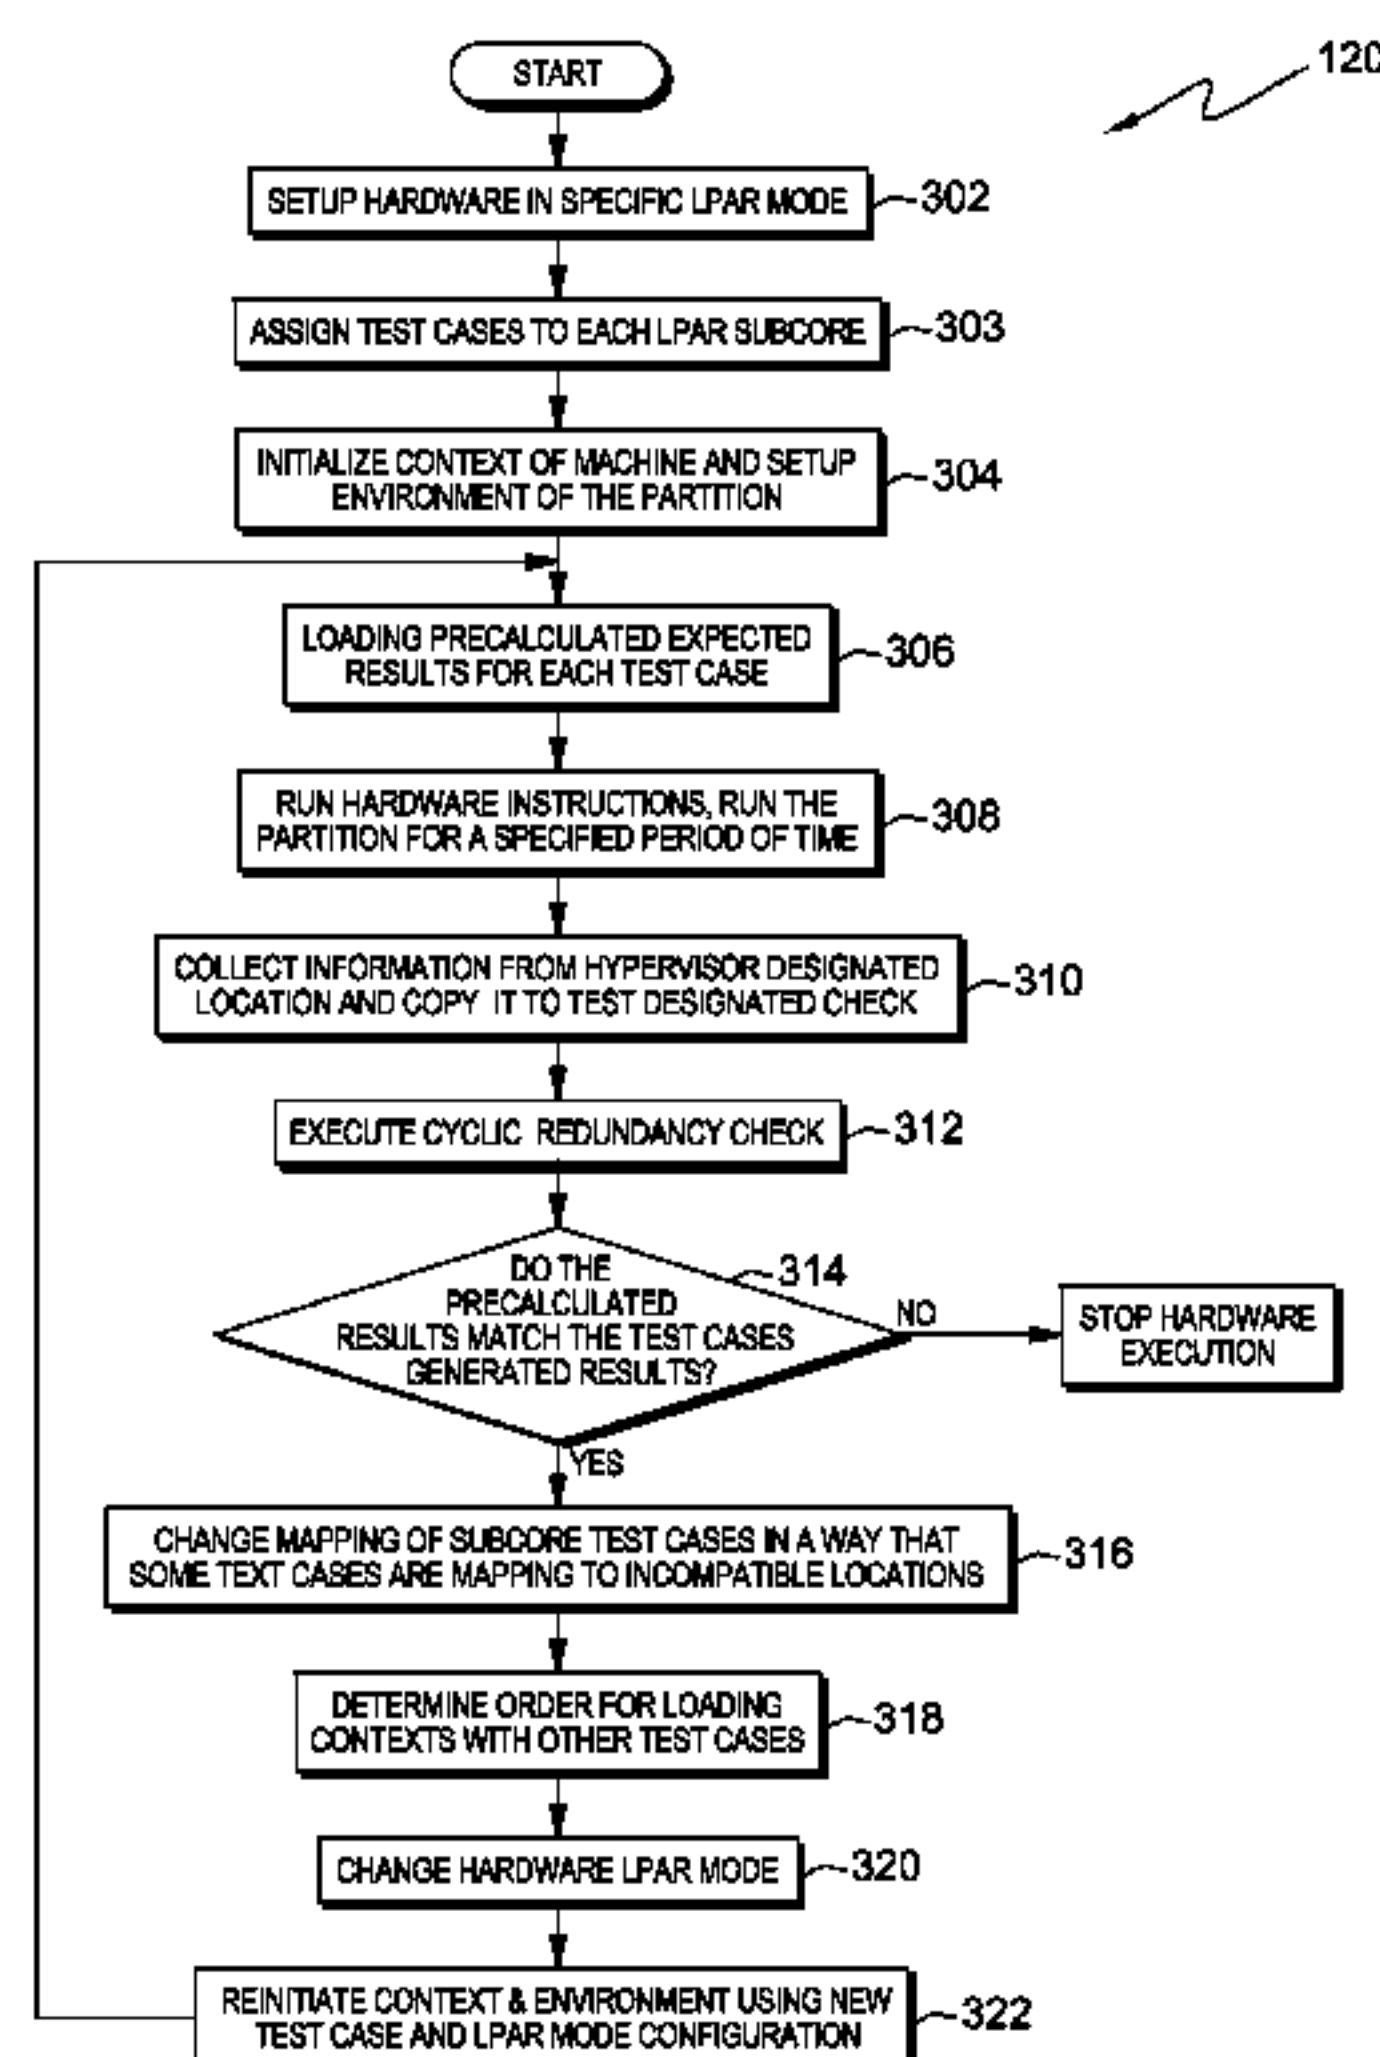 120
START
SETUP HARDWARE IN SPECIFIC LPAR MODE
302
ASSIGN TEST CASES TO EACH LPAR SUBCORE
303
INITIALIZE CONTEXT OF MACHINE AND SETUP
ENVIRONMENT OF THE PARTITION
304
LOADING PRECALCULATED EXPECTED
RESULTS FOR EACH TEST CASE
306
RUN HARDWARE INSTRUCTIONS, RUN THE
PARTITION FOR A SPECIFIED PERIOD OF TIME
308
COLLECT INFORMATION FROM HYPERVISOR DESIGNATED
LOCATION AND COPY IT TO TEST DESIGNATED CHECK
310
EXECUTE CYCLIC REDUNDANCY CHECK
312
DO THE
PRECALCULATED
RESULTS MATCH THE TEST CASES
GENERATED RESULTS?
314
NO
STOP HARDWARE
EXECUTION
YES
CHANGE MAPPING OF SUBCORE TEST CASES IN A WAY THAT
SOME TEXT CASES ARE MAPPING TO INCOMPATIBLE LOCATIONS
316
DETERMINE ORDER FOR LOADING
CONTEXTS WITH OTHER TEST CASES
318
CHANGE HARDWARE LPAR MODE
320
REINITIATE CONTEXT & ENVIRONMENT USING NEW
TEST CASE AND LPAR MODE CONFIGURATION
322